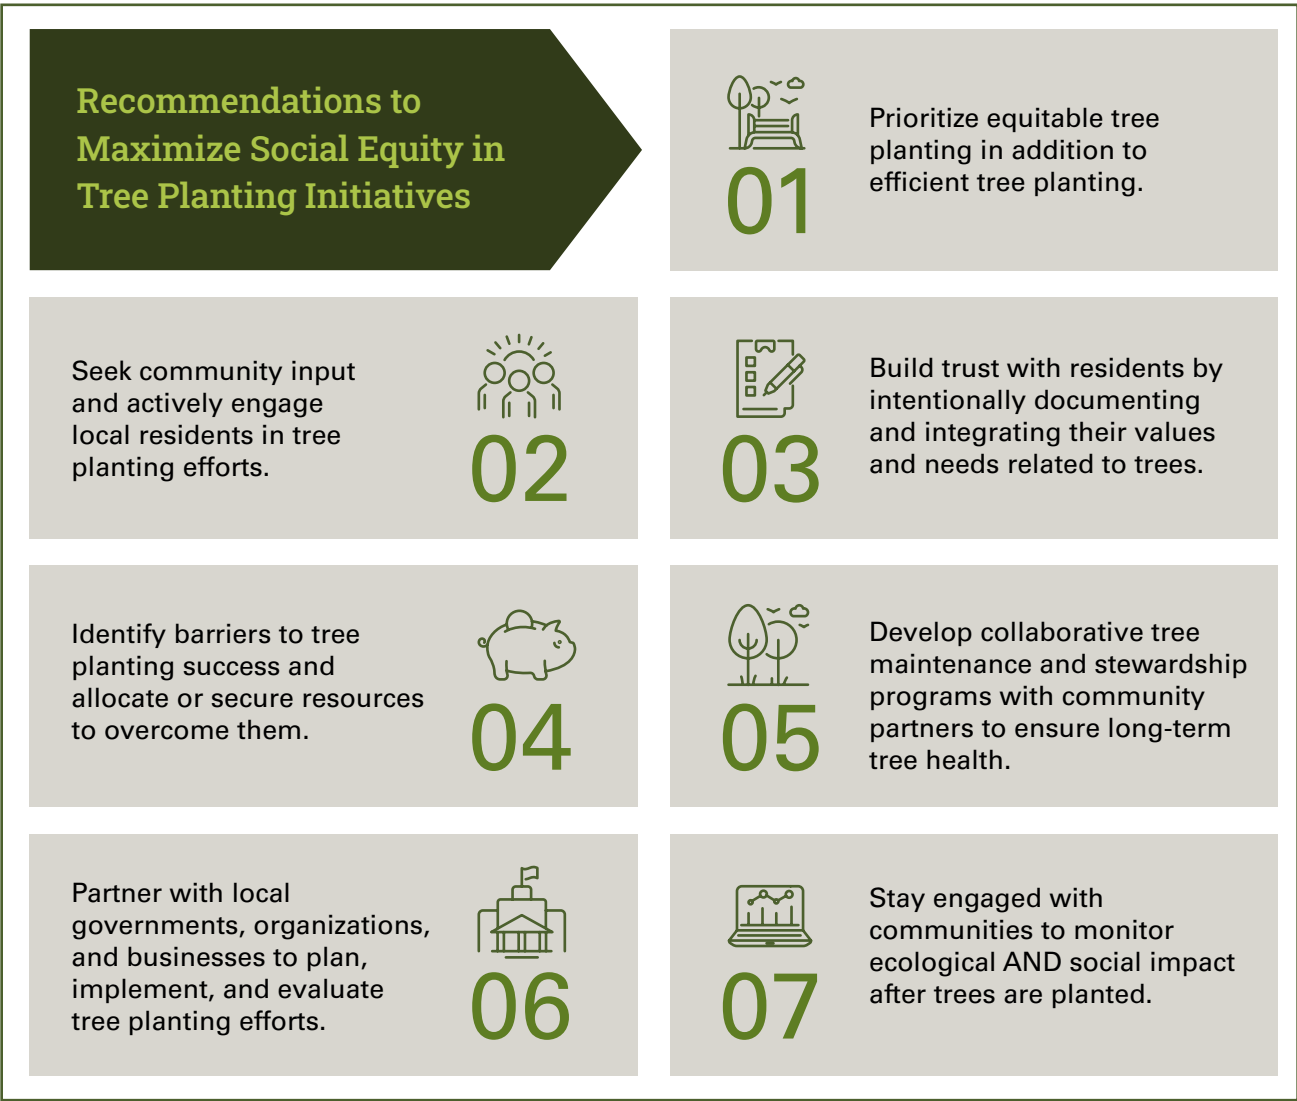 Recommendations to
Maximize Social Equity in
Tree Planting Initiatives
01
Prioritize equitable tree
planting in addition to
efficient tree planting.
Seek community input
and actively engage
local residents in tree
planting efforts.
02
03
Build trust with residents by
intentionally documenting
and integrating their values
and needs related to trees.
Identify barriers to tree
planting success and
allocate or secure resources
to overcome them.
04
05
Develop collaborative tree
maintenance and stewardship
programs with community
partners to ensure long-term
tree health.
Partner with local
governments, organizations,
and businesses to plan,
implement, and evaluate
tree planting efforts.
06
07
Stay engaged with
communities to monitor
ecological AND social impact
after trees are planted.